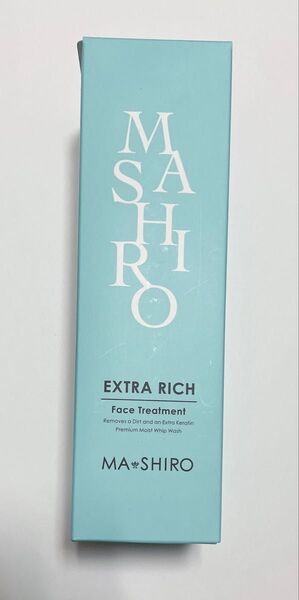 MASHIRO
EXTRA RICH
Face Treatment
Removes a Dirt and an Extra Keratin
Premium Moist Whip Wash
MA SHIRO